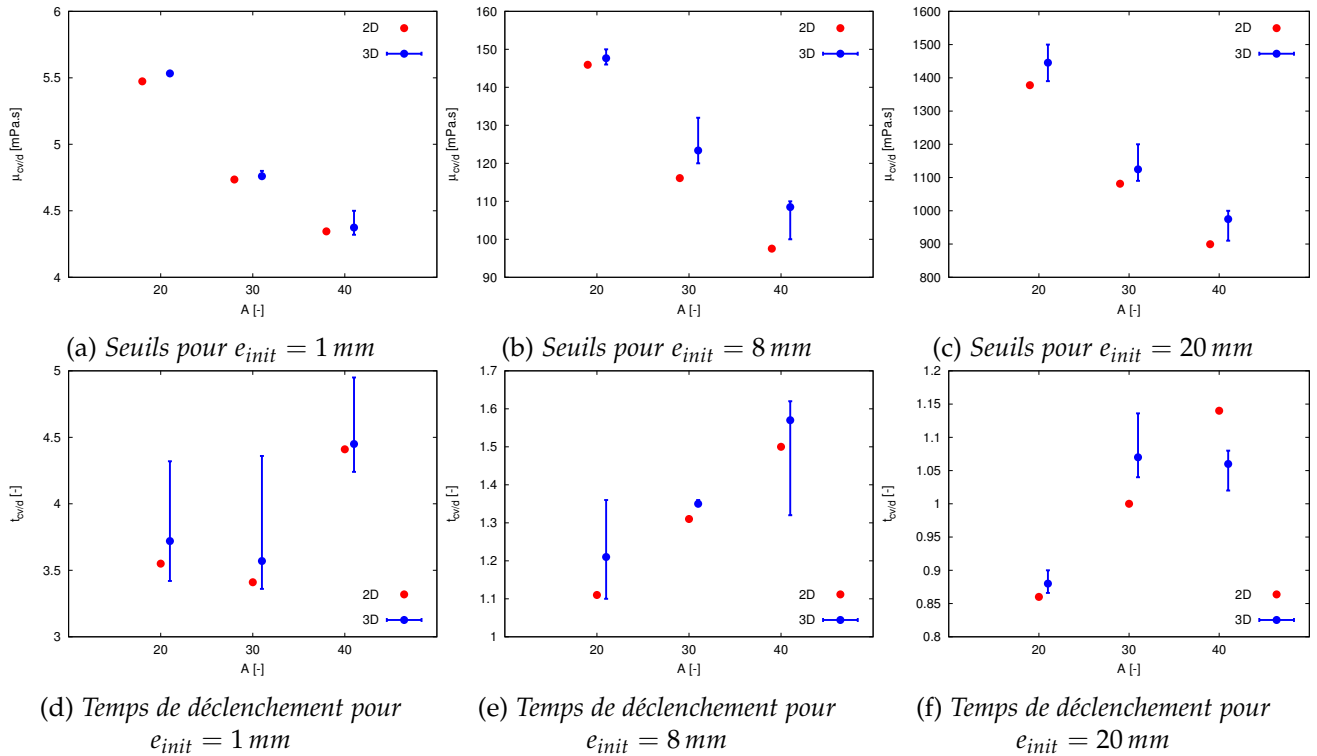 6
5.5
5
4.5
4
μcv/d [mPa.s]
20 30 40
A [-]
2D
3D
(a) Seuils pour e_init = 1 mm
160
150
140
130
120
110
100
90
μcv/d [mPa.s]
20 30 40
A [-]
2D
3D
(b) Seuils pour e_init = 8 mm
1600
1500
1400
1300
1200
1100
1000
900
800
μcv/d [mPa.s]
20 30 40
A [-]
2D
3D
(c) Seuils pour e_init = 20 mm
5
4.5
4
3.5
3
tcv/d [-]
20 30 40
A [-]
2D
3D
(d) Temps de déclenchement pour
e_init = 1 mm
1.7
1.6
1.5
1.4
1.3
1.2
1.1
1
tcv/d [-]
20 30 40
A [-]
2D
3D
(e) Temps de déclenchement pour
e_init = 8 mm
1.2
1.15
1.1
1.05
1
0.95
0.9
0.85
0.8
tcv/d [-]
20 30 40
A [-]
2D
3D
(f) Temps de déclenchement pour
e_init = 20 mm